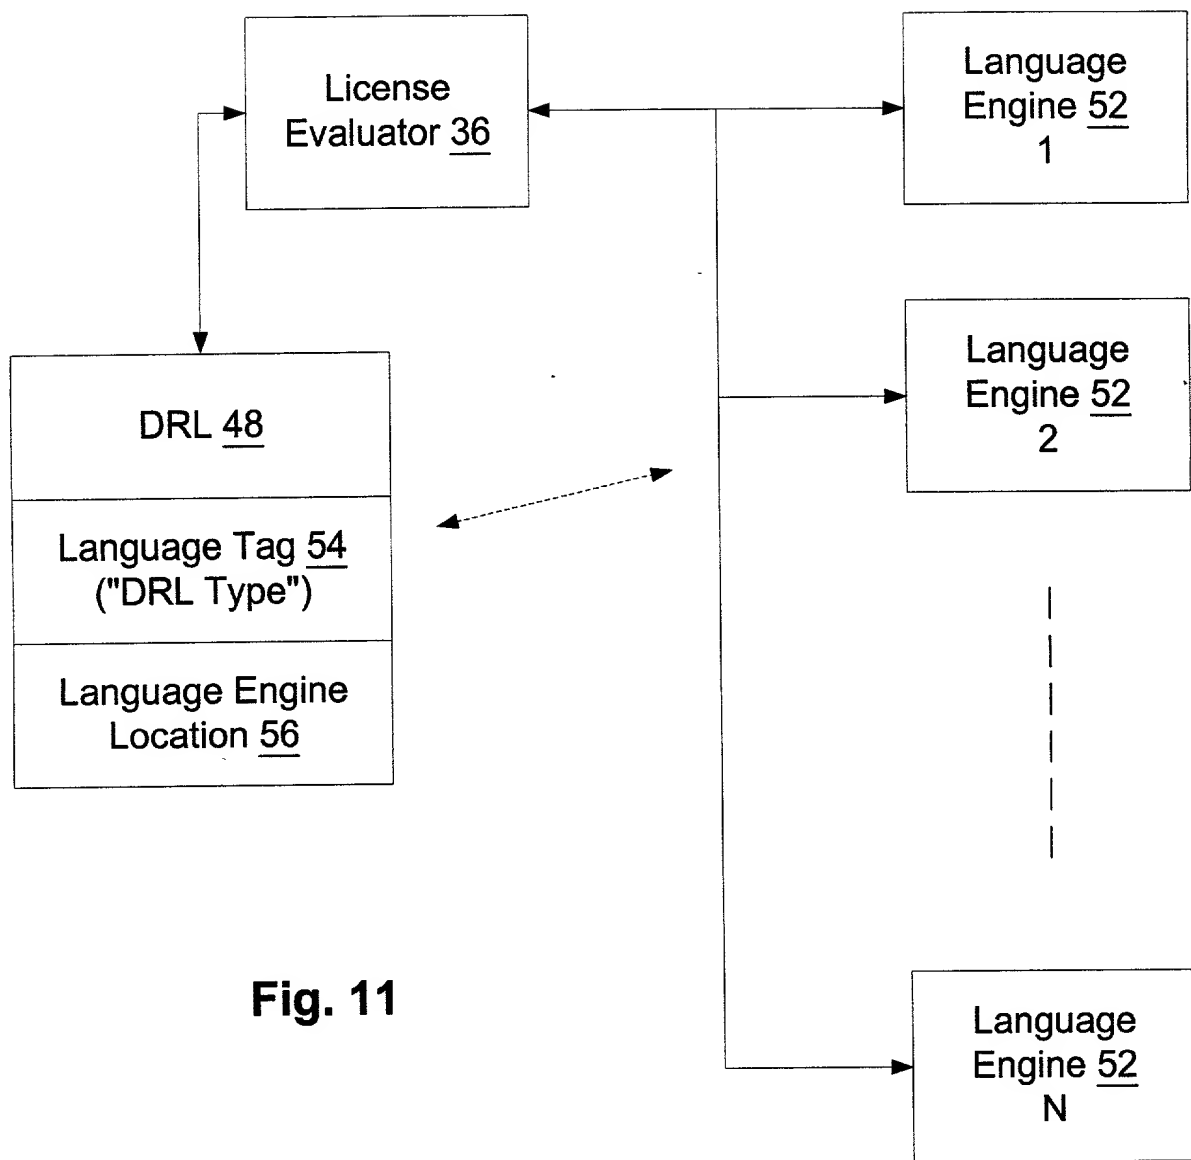 License
Evaluator 36
Language
Engine 52
1
Language
Engine 52
2
DRL 48
Language Tag 54
("DRL Type")
Language Engine
Location 56
Language
Engine 52
N
Fig. 11